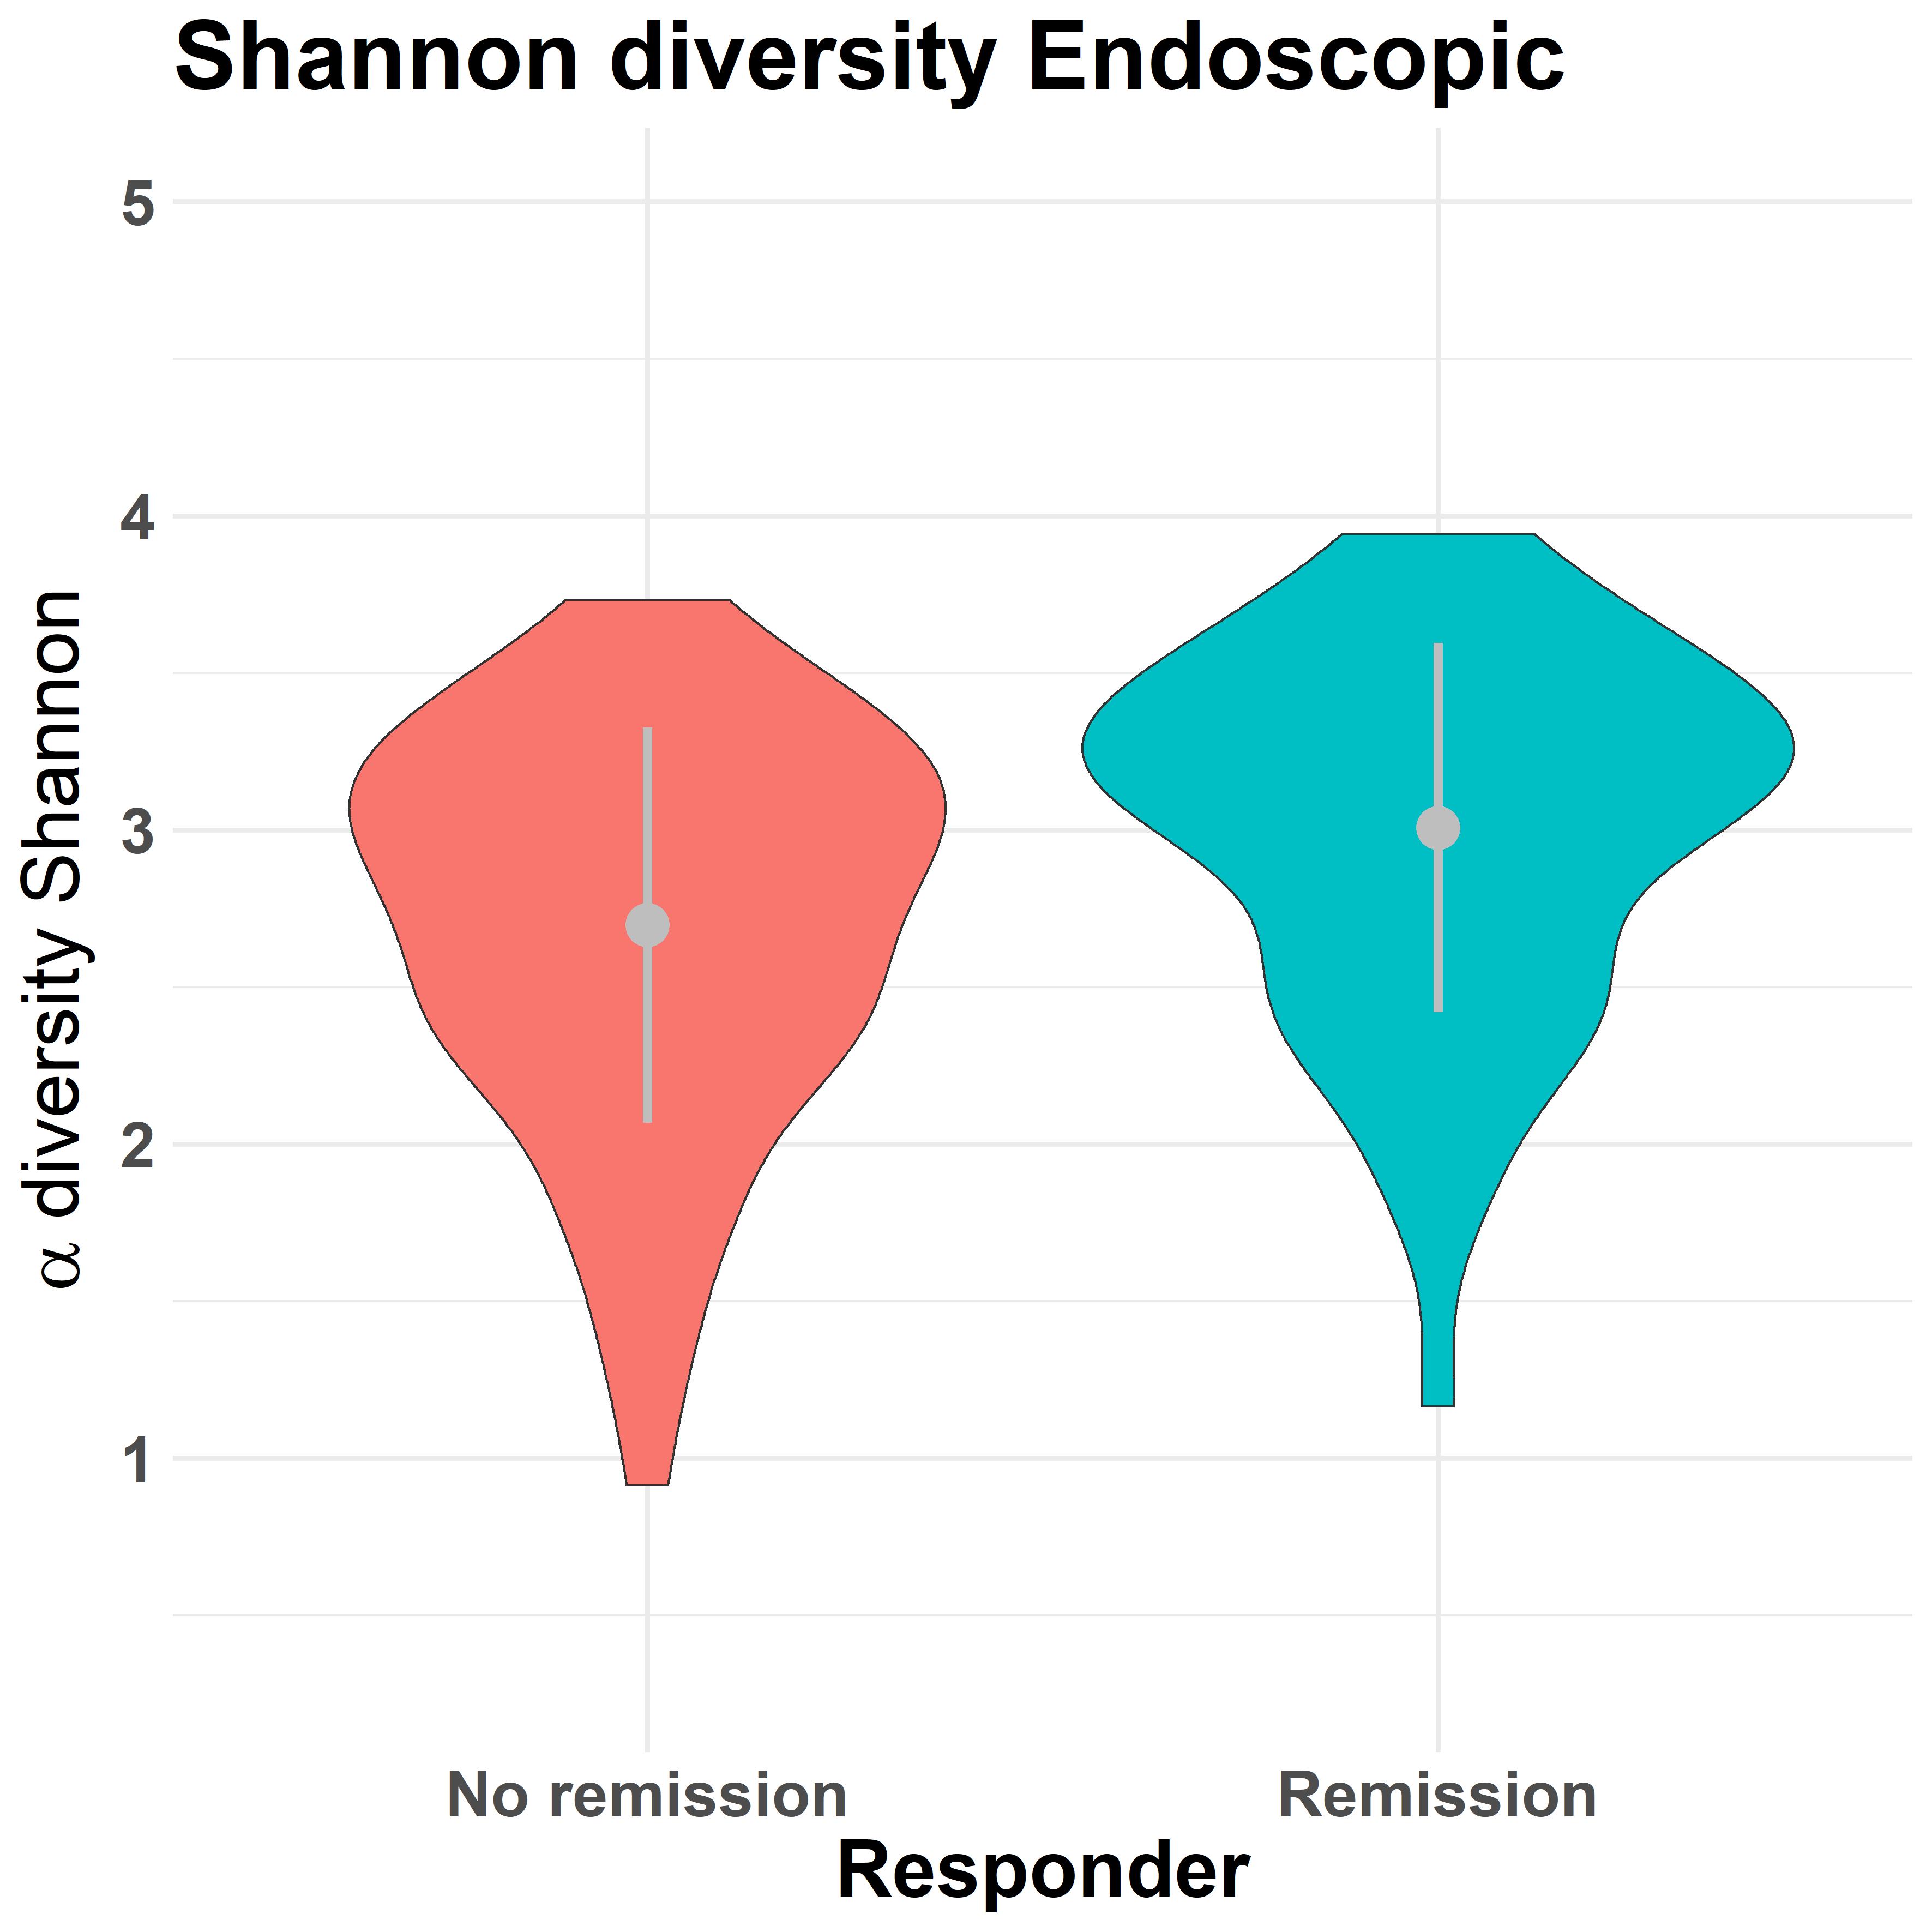 Shannon diversity Endoscopic
α diversity Shannon
5
4
3
2
1
No remission
Remission
Responder